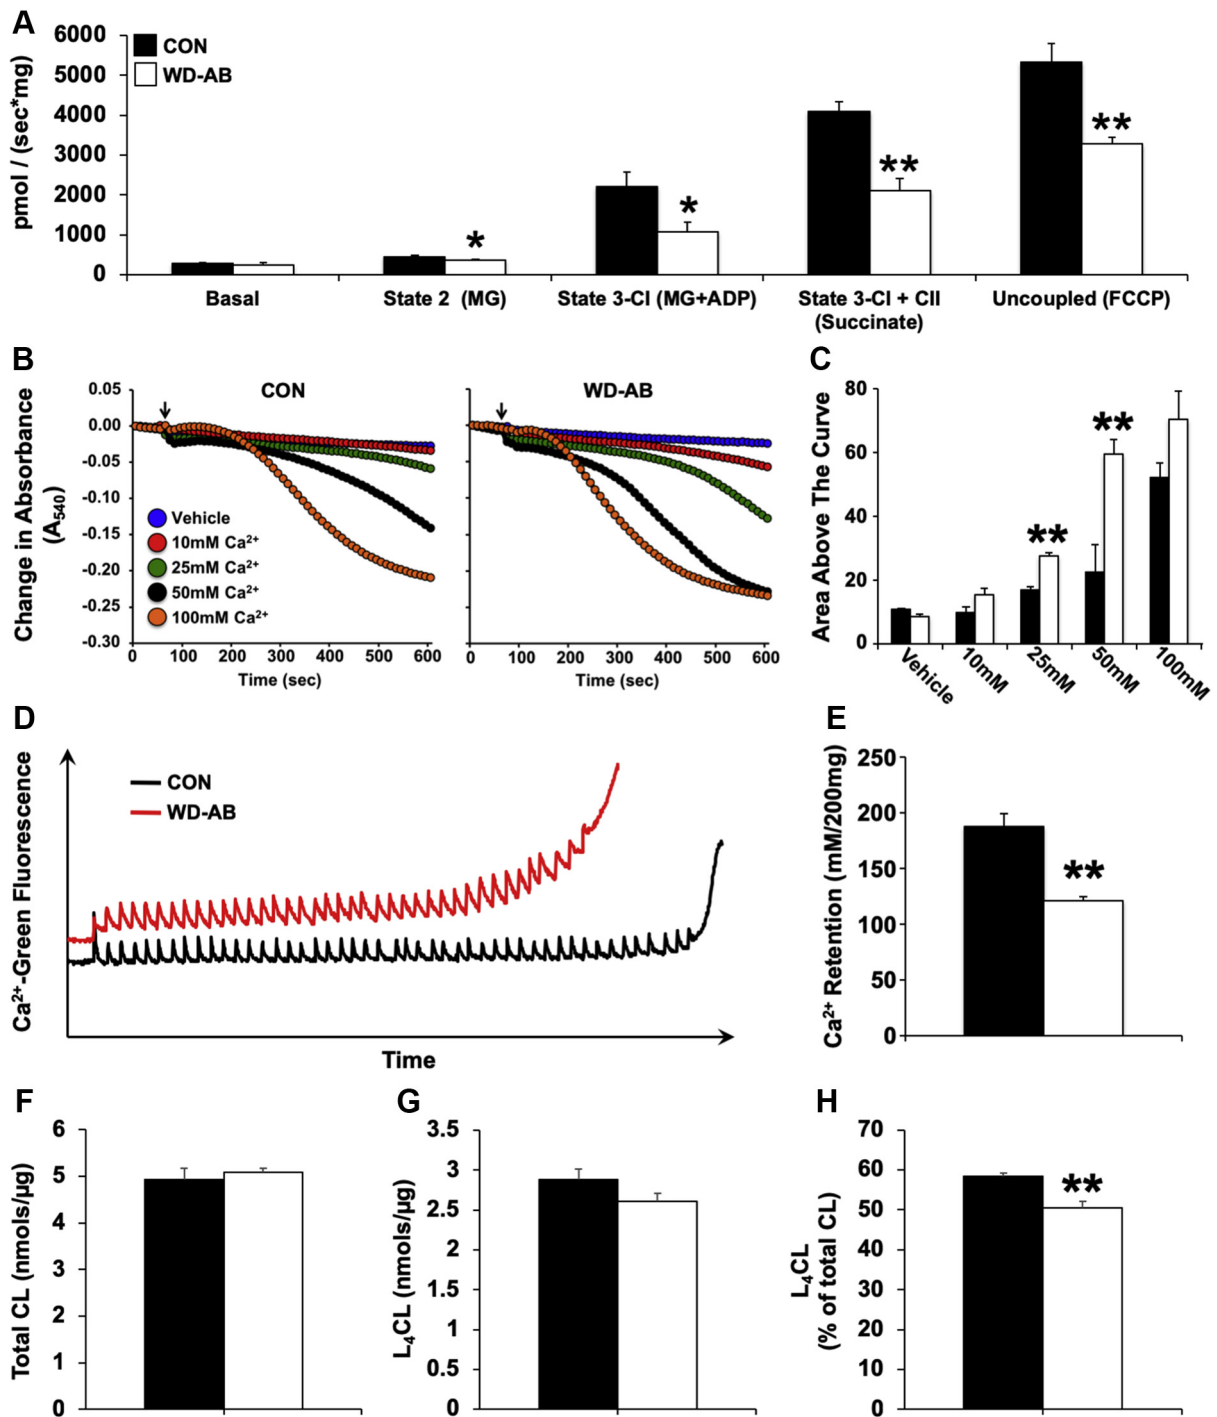 A
6000
5000
4000
3000
2000
1000
0
pmol / (sec*mg)
CON
WD-AB
*
*
**
**
Basal
State 2 (MG)
State 3-CI (MG+ADP)
State 3-CI + CII
(Succinate)
Uncoupled (FCCP)
B
Change in Absorbance
(A540)
0.05
0.00
-0.05
-0.10
-0.15
-0.20
-0.25
-0.30
CON
WD-AB
Vehicle
10mM Ca²⁺
25mM Ca²⁺
50mM Ca²⁺
100mM Ca²⁺
0 100 200 300 400 500 600
Time (sec)
0 100 200 300 400 500 600
Time (sec)
C
Area Above The Curve
80
60
40
20
0
**
**
Vehicle
10mM
25mM
50mM
100mM
D
Ca²⁺-Green Fluorescence
CON
WD-AB
Time
E
Ca²⁺ Retention (mM/200mg)
250
200
150
100
50
0
**
F
Total CL (nmols/µg)
6
5
4
3
2
1
0
G
L₄CL (nmols/µg)
3.5
3
2.5
2
1.5
1
0.5
0
H
L₄CL
(% of total CL)
70
60
50
40
30
20
10
0
**